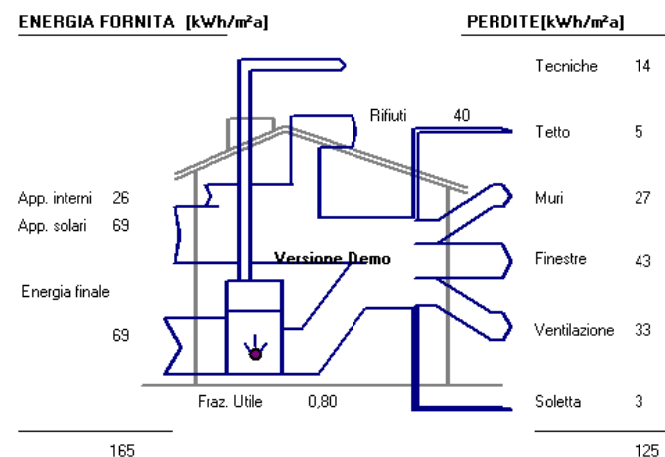 ENERGIA FORNITA [kWh/m²a]
PERDITE[kWh/m²a]
Tecniche 14
Rifiuti 40
Tetto 5
App. interni 26
Muri 27
App. solari 69
Versione Demo
Finestre 43
Energia finale
69
Ventilazione 33
Fraz. Utile 0,80
Soletta 3
165
125